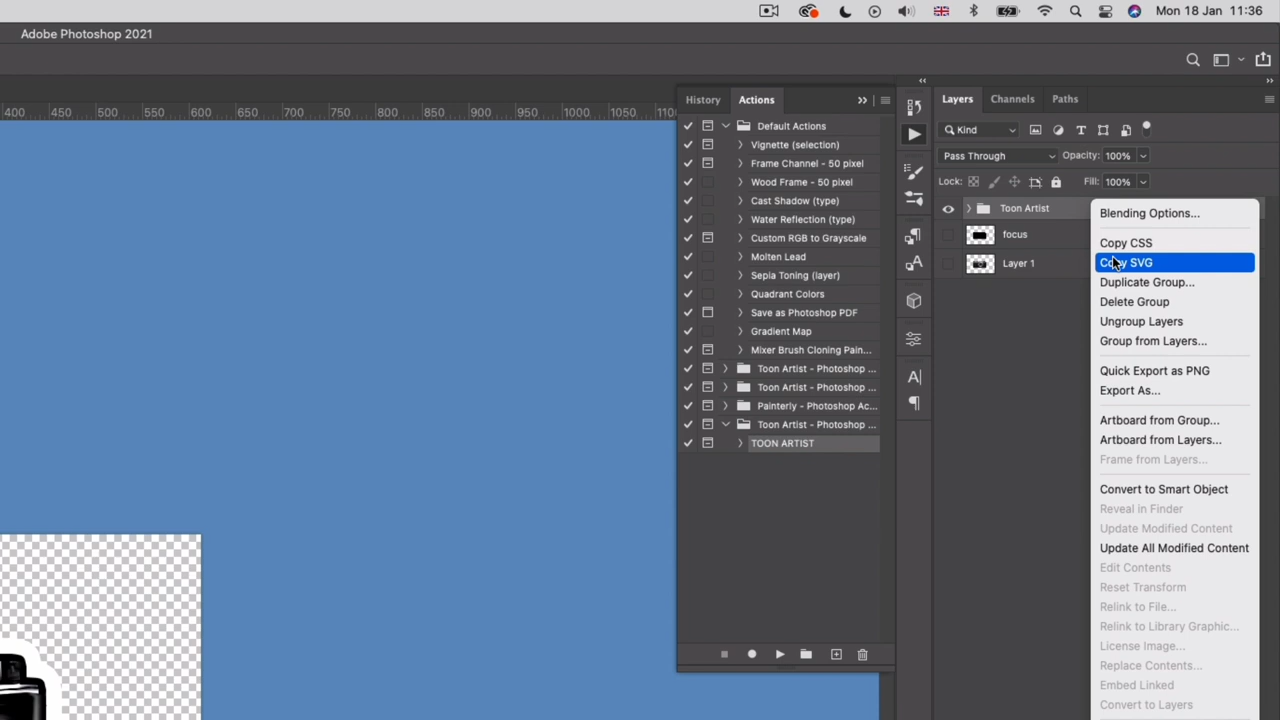 Mon 18 Jan 11:36
Adobe Photoshop 2021
400 450 500 550 600 650 700 750 800 850 900 950 1000 1050
History Actions
Default Actions
Vignette (selection)
Frame Channel - 50 pixel
Wood Frame - 50 pixel
Cast Shadow (type)
Water Reflection (type)
Custom RGB to Grayscale
Molten Lead
Sepia Toning (layer)
Quadrant Colors
Save as Photoshop PDF
Gradient Map
Mixer Brush Cloning Pain...
Toon Artist - Photoshop ...
Toon Artist - Photoshop ...
Painterly - Photoshop Ac...
Toon Artist - Photoshop ...
TOON ARTIST
Layers Channels Paths
Kind
Pass Through Opacity: 100%
Lock: Fill: 100%
Toon Artist
focus
Layer 1
Blending Options...
Copy CSS
Copy SVG
Duplicate Group...
Delete Group
Ungroup Layers
Group from Layers...
Quick Export as PNG
Export As...
Artboard from Group...
Artboard from Layers...
Frame from Layers...
Convert to Smart Object
Reveal in Finder
Update Modified Content
Update All Modified Content
Edit Contents
Reset Transform
Relink to File...
Relink to Library Graphic...
License Image...
Replace Contents...
Embed Linked
Convert to Layers